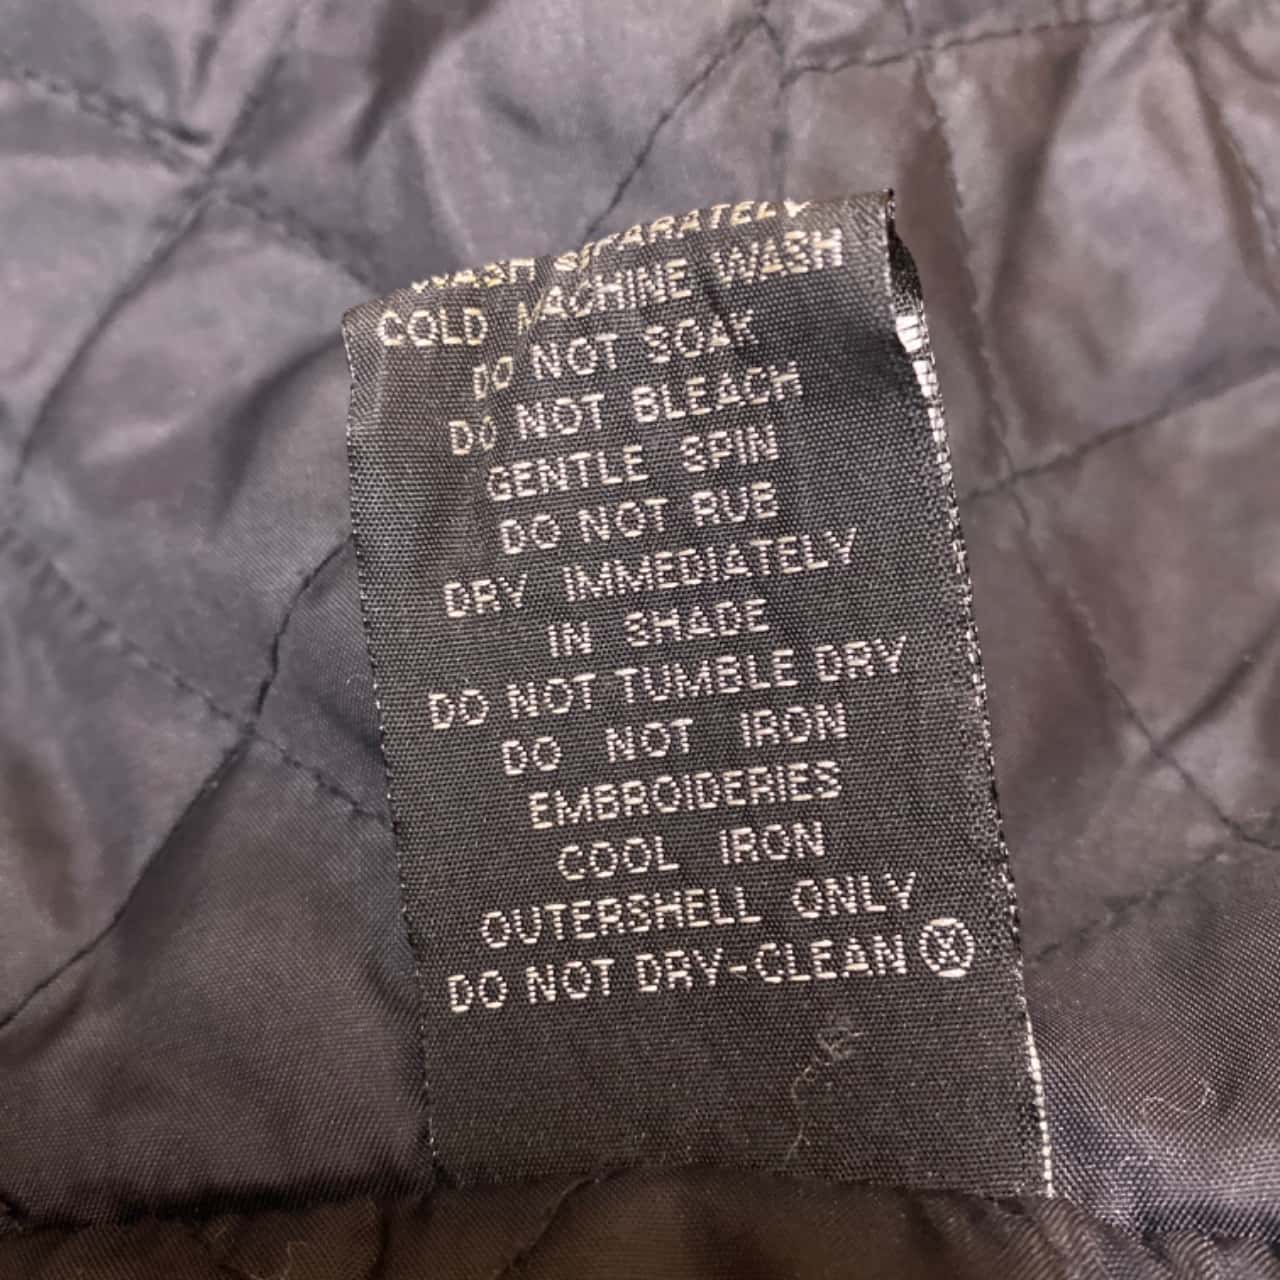 WASH SEPARATELY
COLD MACHINE WASH
DO NOT SOAK
DO NOT BLEACH
GENTLE SPIN
DO NOT RUB
DRY IMMEDIATELY
IN SHADE
DO NOT TUMBLE DRY
DO NOT IRON
EMBROIDERIES
COOL IRON
OUTERSHELL ONLY
DO NOT DRY-CLEAN